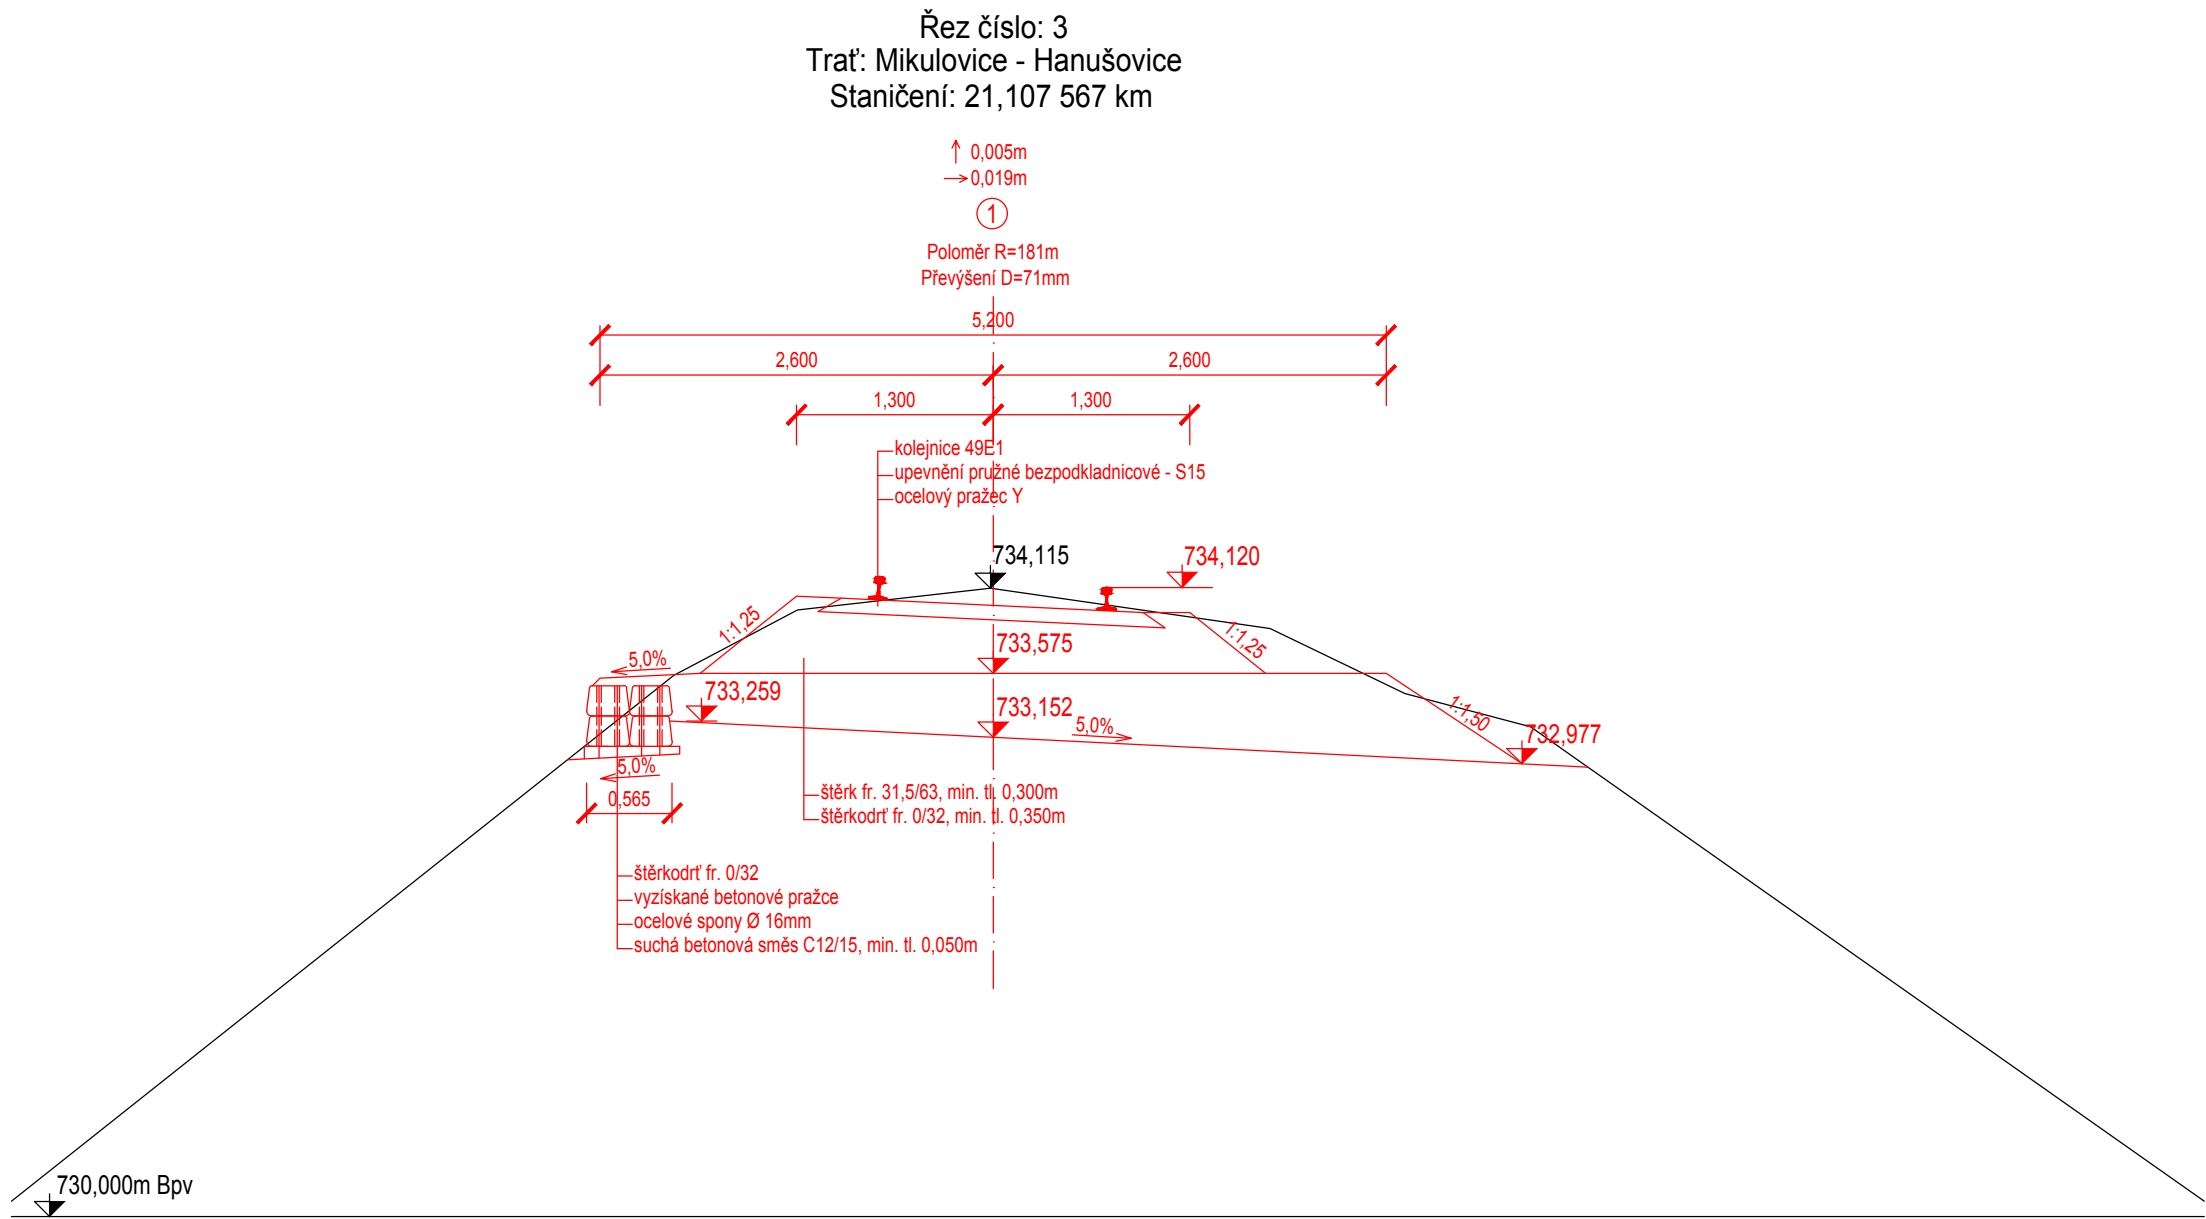 Řez číslo: 3
Trať: Mikulovice - Hanušovice
Staničení: 21,107 567 km
0,005m
0,019m
1
Poloměr R=181m
Převýšení D=71mm
5,200
2,600
2,600
1,300
1,300
kolejnice 49E1
upevnění pružné bezpodkladnicové - S15
ocelový pražec Y
734,115
734,120
1:1,25
1:1,25
733,575
5,0%
733,259
733,152
5,0%
1:1,50
732,977
5,0%
0,565
štěrk fr. 31,5/63, min. tl. 0,300m
štěrkodrť fr. 0/32, min. tl. 0,350m
štěrkodrť fr. 0/32
vyzískané betonové pražce
ocelové spony Ø 16mm
suchá betonová směs C12/15, min. tl. 0,050m
730,000m Bpv